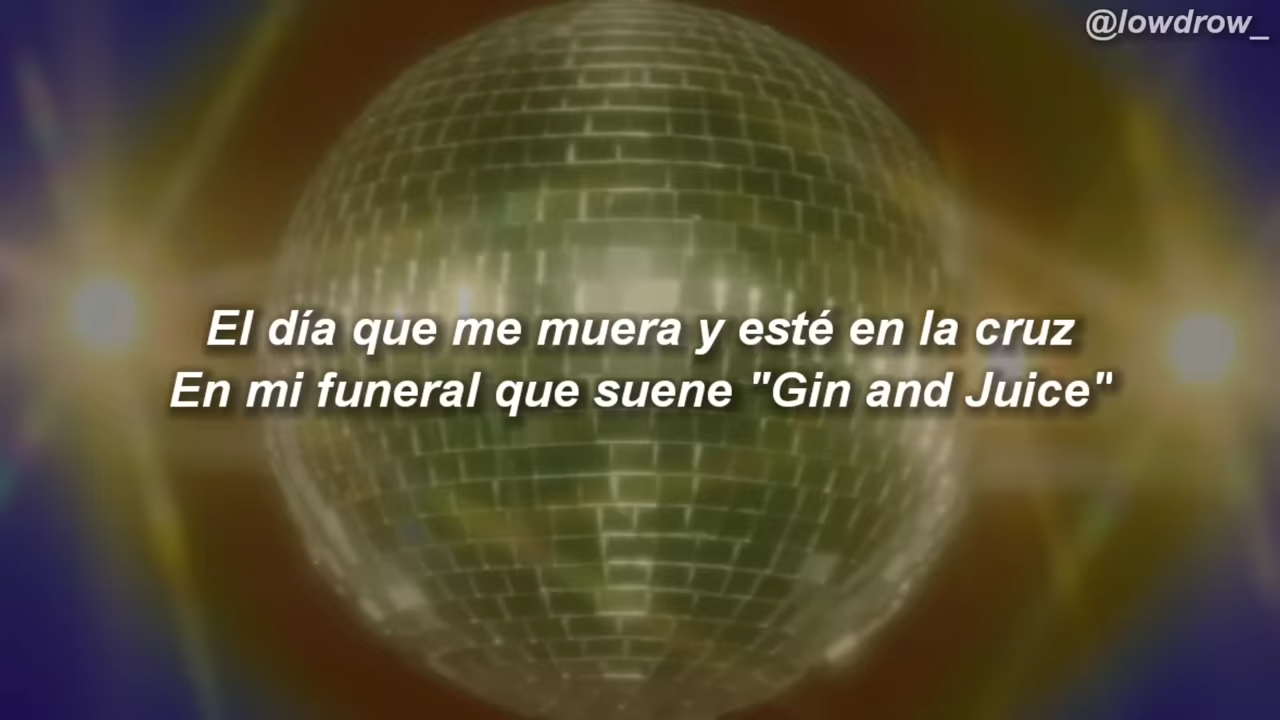 @lowdrow_
El día que me muera y esté en la cruz
En mi funeral que suene "Gin and Juice"